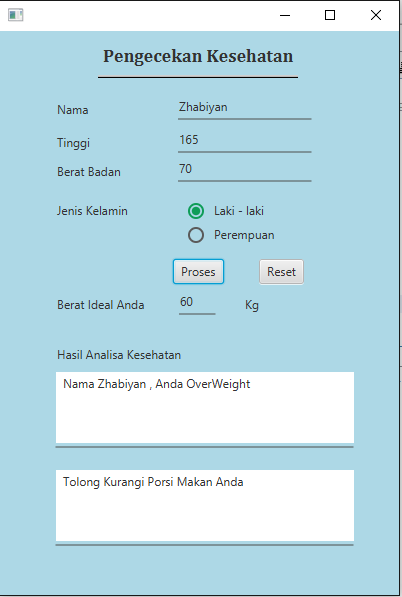 Pengecekan Kesehatan
Nama Zhabiyan
Tinggi 165
Berat Badan 70
Jenis Kelamin Laki - laki
Perempuan
Proses Reset
Berat Ideal Anda 60 Kg
Hasil Analisa Kesehatan
Nama Zhabiyan , Anda OverWeight
Tolong Kurangi Porsi Makan Anda